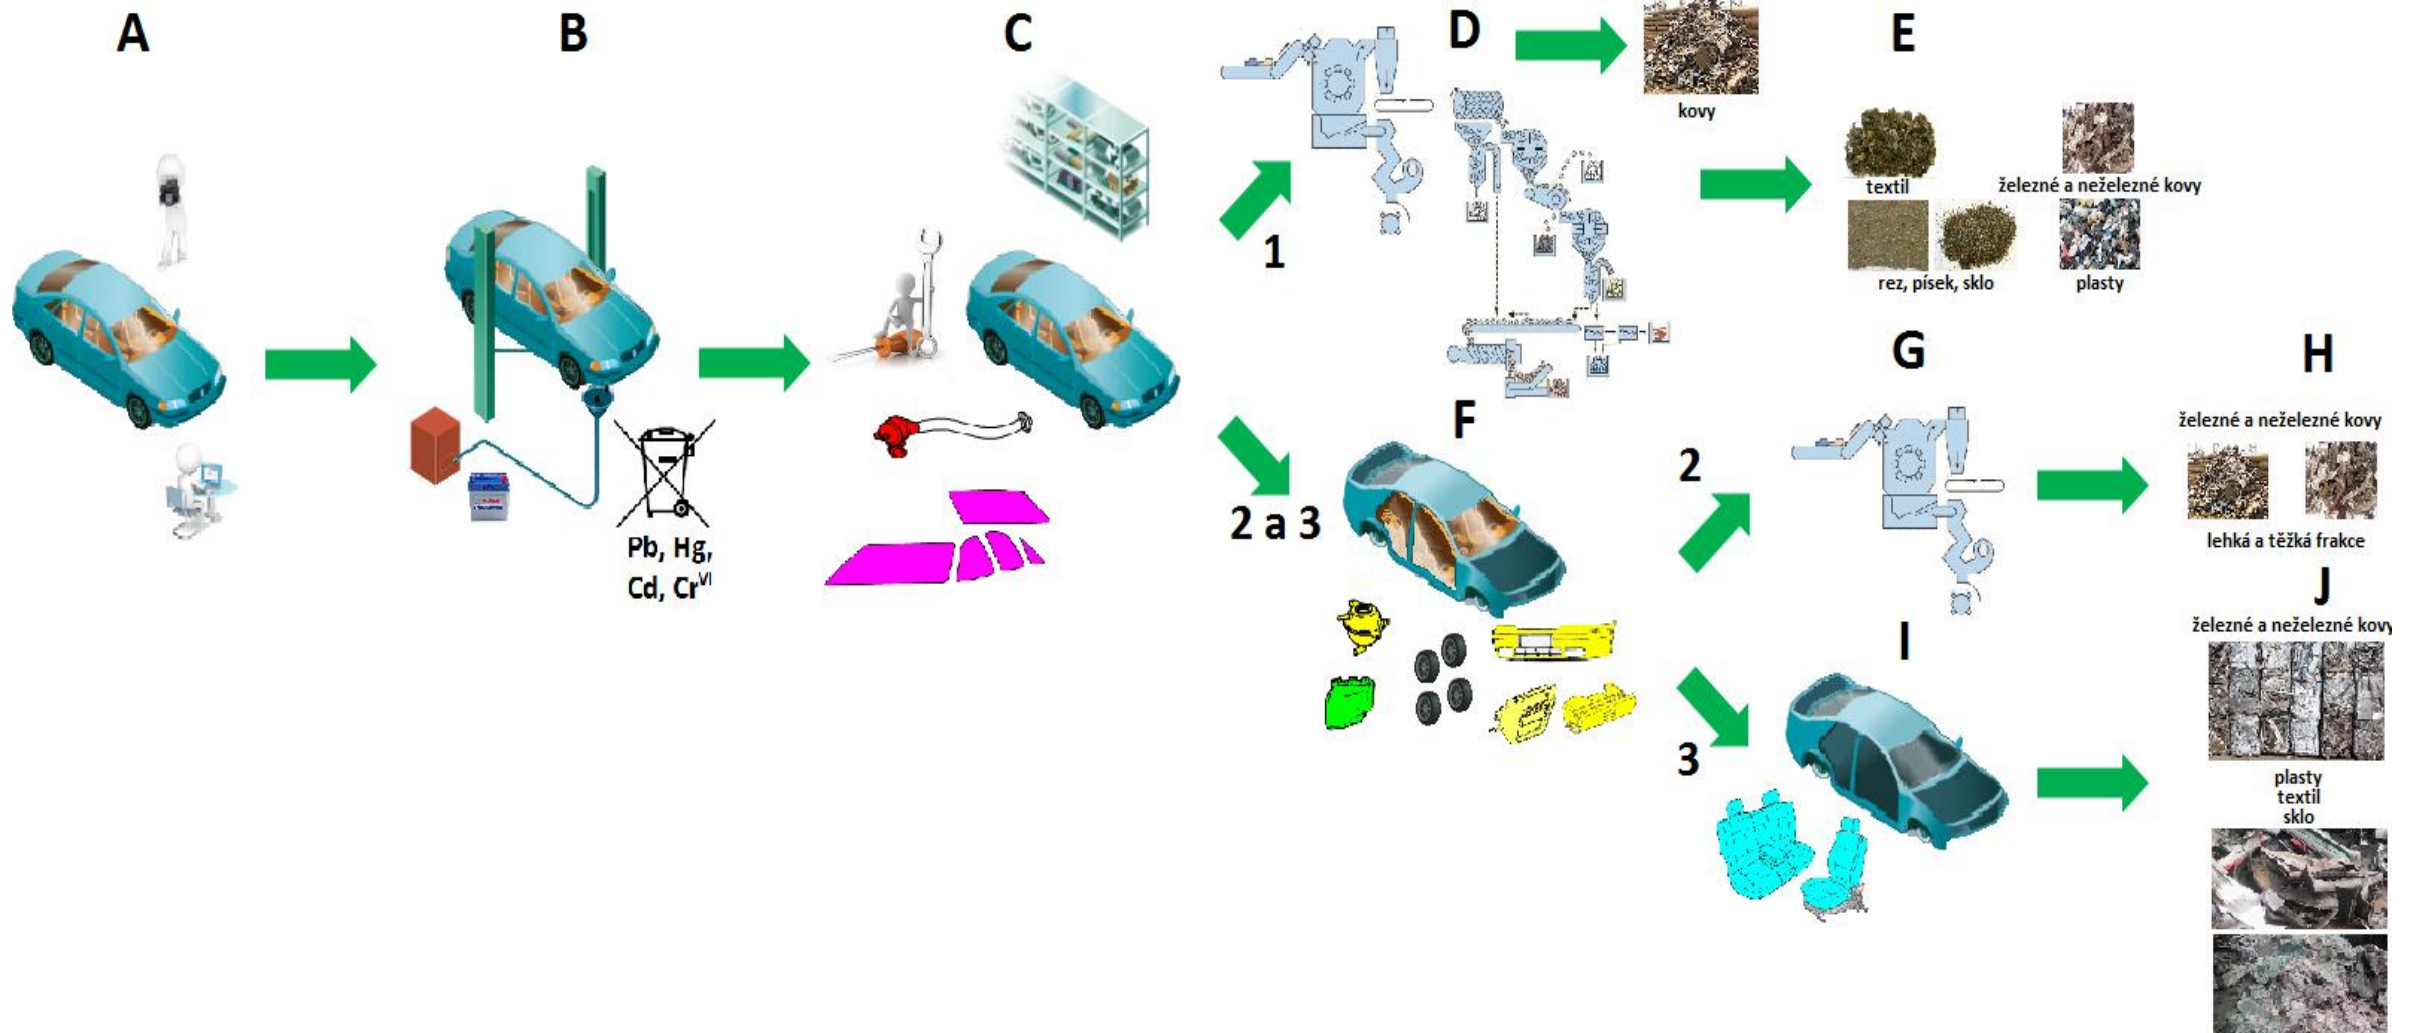 A
B
C
D
kovy
E
textil
železné a neželezné kovy
rez, písek, sklo
plasty
1
2 a 3
Pb, Hg,
Cd, Crⱽᴵ
F
2
3
G
H
železné a neželezné kovy
lehká a těžká frakce
I
J
železné a neželezné kovy
plasty
textil
sklo